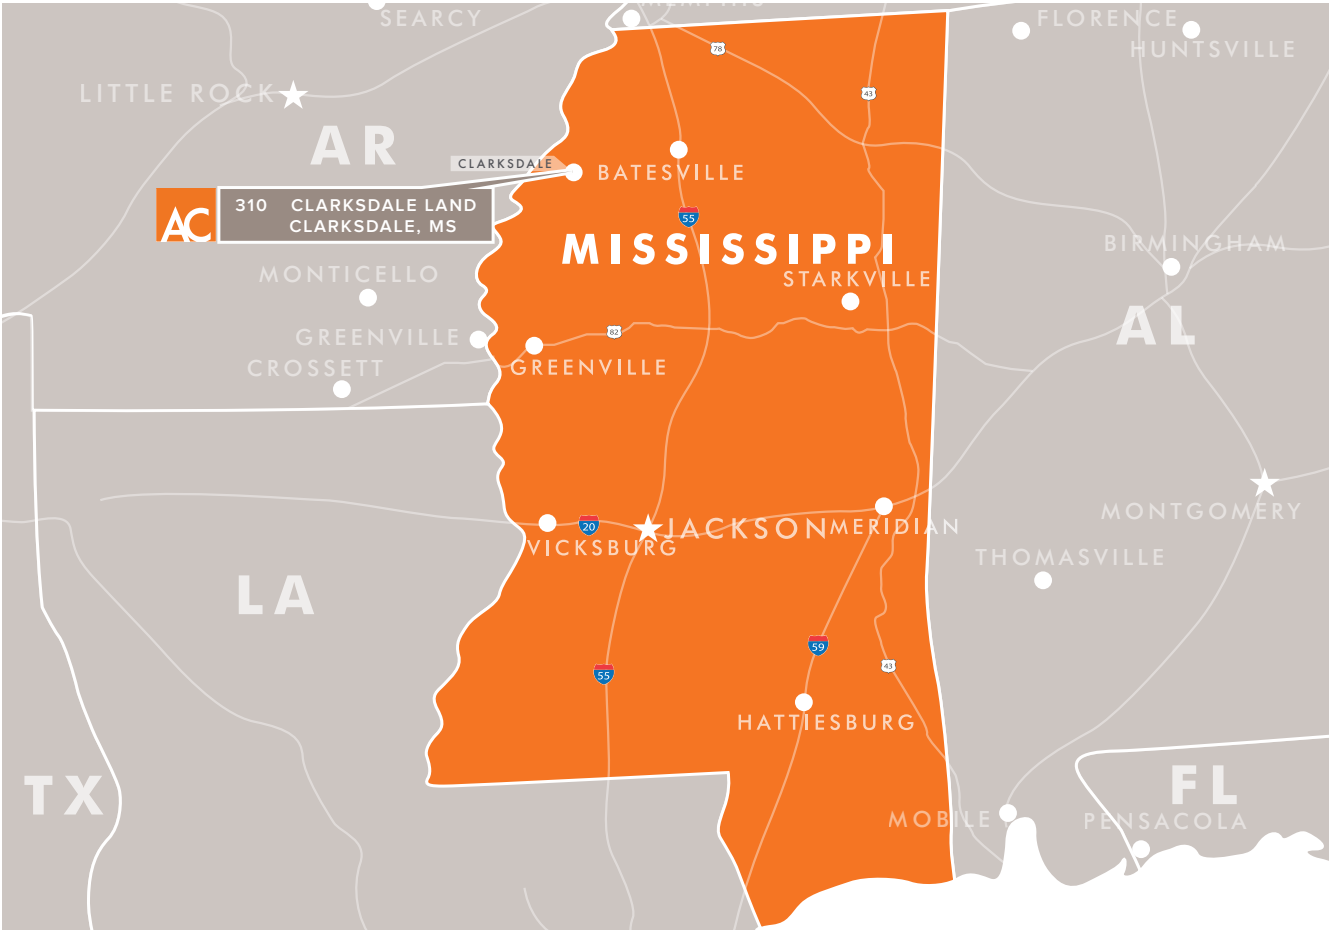 MEMPHIS
SEARCY
FLORENCE
HUNTSVILLE
78
43
LITTLE ROCK
AR
CLARKSDALE
BATESVILLE
AC
310 CLARKSDALE LAND
CLARKSDALE, MS
55
MISSISSIPPI
BIRMINGHAM
MONTICELLO
STARKVILLE
AL
82
GREENVILLE
GREENVILLE
CROSSETT
MONTGOMERY
20
JACKSON
MERIDIAN
VICKSBURG
THOMASVILLE
LA
59
43
55
HATTIESBURG
TX
FL
MOBILE
PENSACOLA